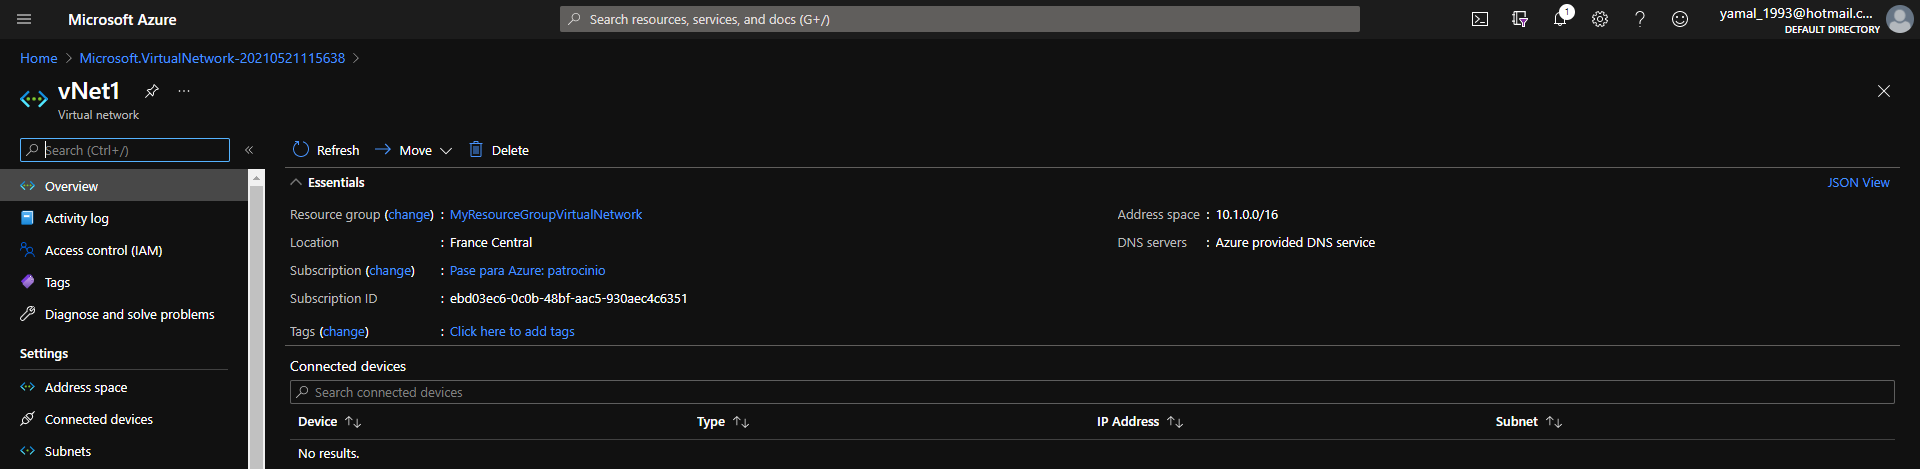 Microsoft Azure
Search resources, services, and docs (G+/)
1
yamal_1993@hotmail.c...
DEFAULT DIRECTORY
Home > Microsoft.VirtualNetwork-20210521115638 >
vNet1 ...
Virtual network
Search (Ctrl+/) «
Refresh Move Delete
Overview
Activity log
Access control (IAM)
Tags
Diagnose and solve problems
Settings
Address space
Connected devices
Subnets
Essentials JSON View
Resource group (change) : MyResourceGroupVirtualNetwork
Location : France Central
Subscription (change) : Pase para Azure: patrocinio
Subscription ID : ebd03ec6-0c0b-48bf-aac5-930aec4c6351
Tags (change) : Click here to add tags
Address space : 10.1.0.0/16
DNS servers : Azure provided DNS service
Connected devices
Search connected devices
Device ↑↓ Type ↑↓ IP Address ↑↓ Subnet ↑↓
No results.